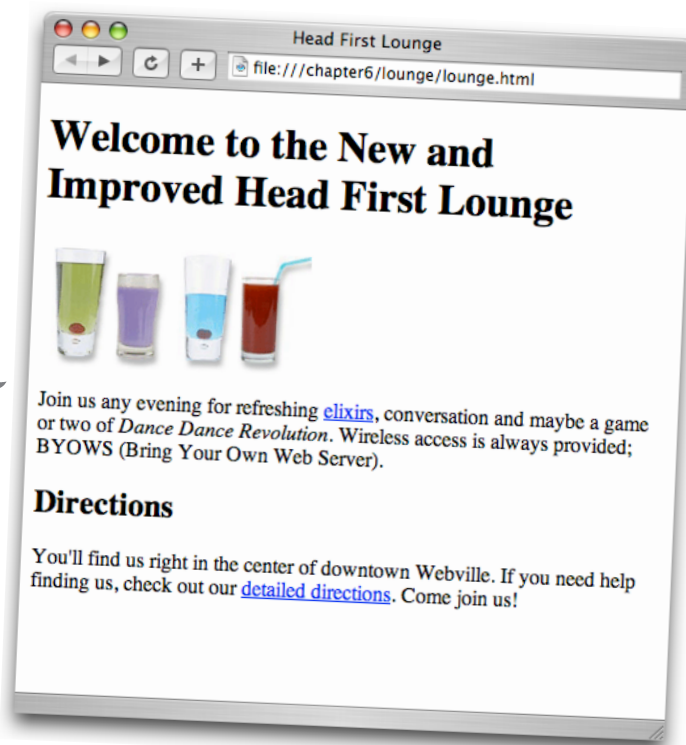 Head First Lounge
file:///chapter6/lounge/lounge.html
Welcome to the New and
Improved Head First Lounge
Join us any evening for refreshing elixirs, conversation and maybe a game
or two of Dance Dance Revolution. Wireless access is always provided;
BYOWS (Bring Your Own Web Server).
Directions
You'll find us right in the center of downtown Webville. If you need help
finding us, check out our detailed directions. Come join us!